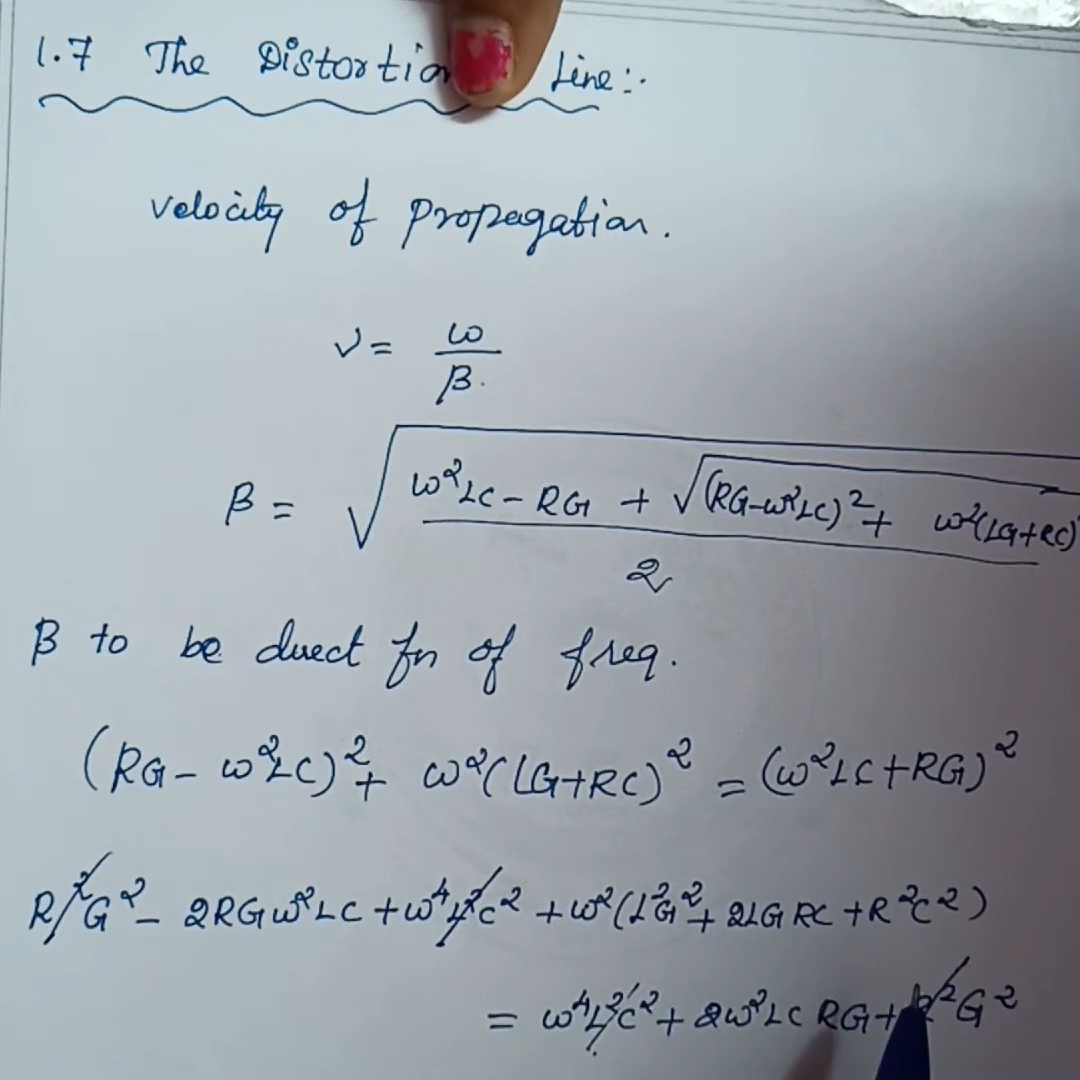 1.7 The Distortion Line:-
velocity of propagation.
v = ω/β.
β = √((ω²LC - RG + √((RG-ω²LC)² + ω²(LG+RC)²))/2)
β to be direct fn of freq.
(RG - ω²LC)² + ω²(LG+RC)² = (ω²LC+RG)²
R²G² - 2RGω²LC + ω⁴L²C² + ω²(L²G² + 2LGRC + R²C²)
= ω⁴L²C² + 2ω²LCRG + R²G²